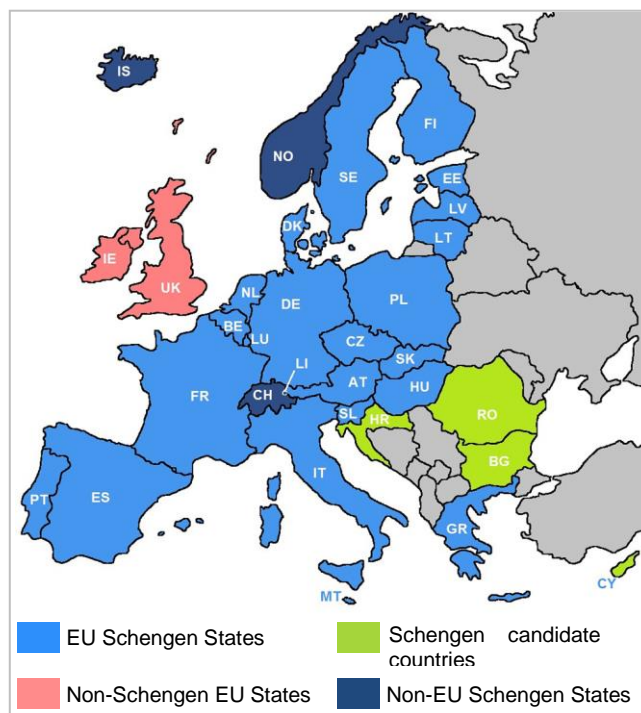 IS
FI
NO
SE
EE
LV
DK
LT
IE
UK
NL
DE
PL
BE
LU
CZ
LI
SK
FR
CH
AT
HU
SL
HR
RO
IT
BG
PT
ES
GR
MT
CY
EU Schengen States
Schengen candidate
countries
Non-Schengen EU States
Non-EU Schengen States